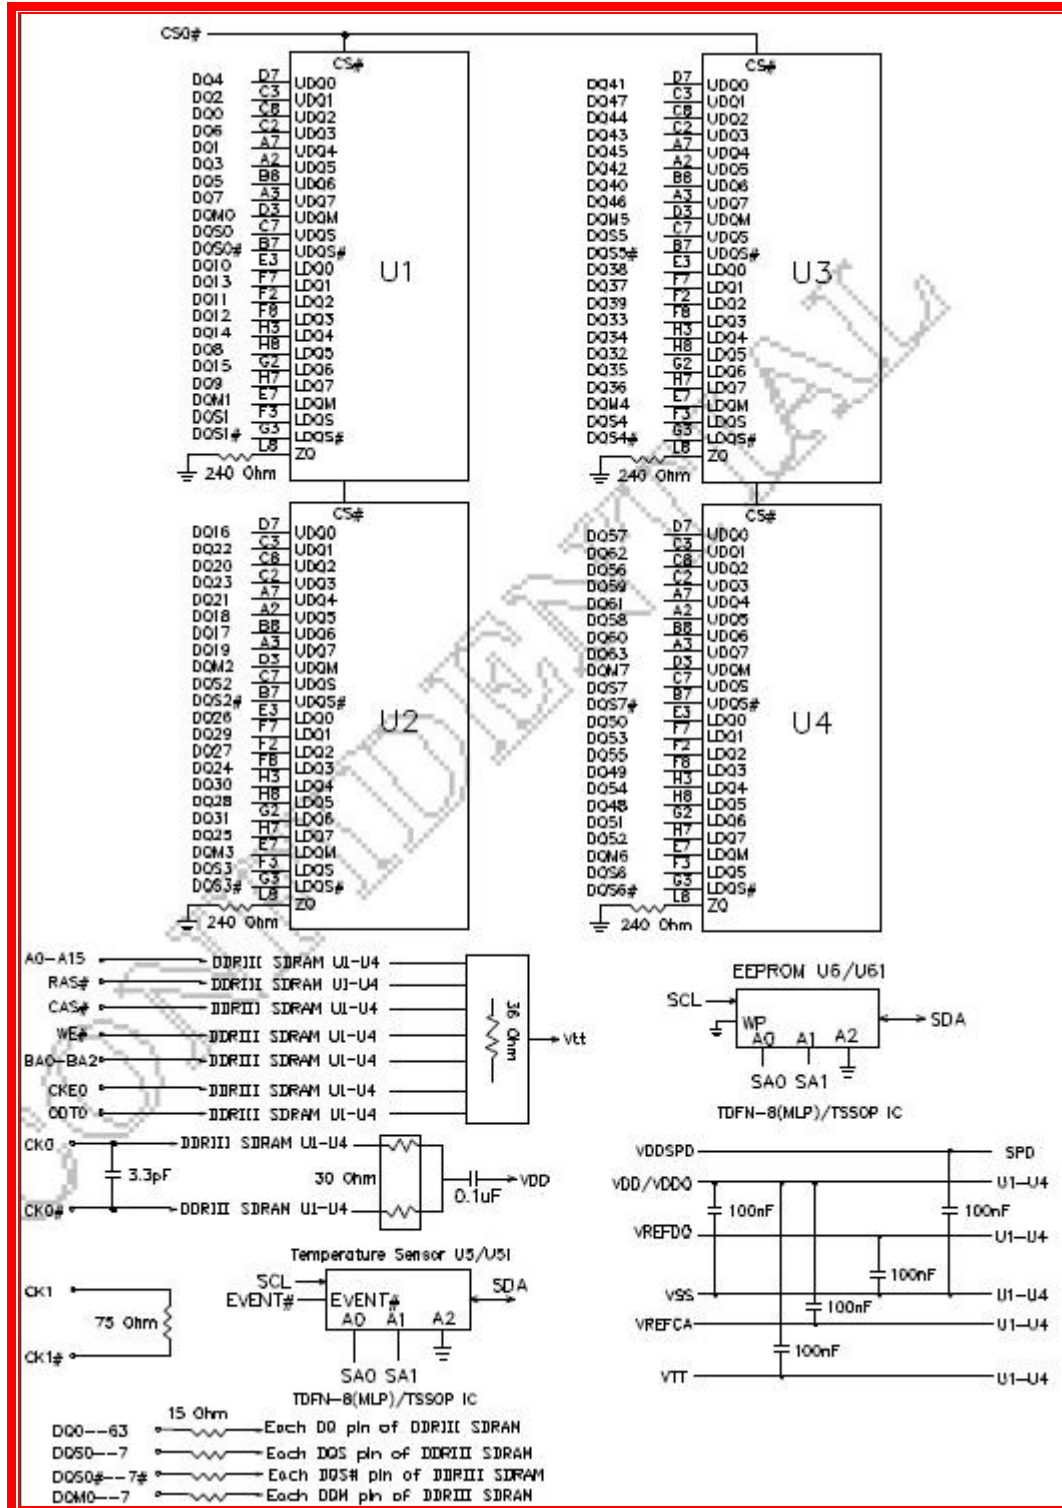 CS0#
CS#
DQ4 D7 UDQ0
DQ2 C3 UDQ1
DQ0 C8 UDQ2
DQ6 C2 UDQ3
DQ1 A7 UDQ4
DQ3 A2 UDQ5
DQ5 B8 UDQ6
DQ7 A3 UDQ7
DQM0 D3 UDQM
DQS0 C7 UDQS
DQS0# B7 UDQS#
DQ10 E3 LDQ0
DQ13 F7 LDQ1
DQ11 F2 LDQ2
DQ12 F8 LDQ3
DQ14 H3 LDQ4
DQ8 H8 LDQ5
DQ15 G2 LDQ6
DQ9 H7 LDQ7
DQM1 E7 LDQM
DQS1 F3 LDQS
DQS1# G3 LDQS#
L8 ZQ
240 Ohm
U1
CS#
DQ41 D7 UDQ0
DQ47 C3 UDQ1
DQ44 C8 UDQ2
DQ43 C2 UDQ3
DQ45 A7 UDQ4
DQ42 A2 UDQ5
DQ40 B8 UDQ6
DQ46 A3 UDQ7
DQM5 D3 UDQM
DQS5 C7 UDQS
DQS5# B7 UDQS#
DQ38 E3 LDQ0
DQ37 F7 LDQ1
DQ39 F2 LDQ2
DQ33 F8 LDQ3
DQ34 H3 LDQ4
DQ32 H8 LDQ5
DQ35 G2 LDQ6
DQ36 H7 LDQ7
DQM4 E7 LDQM
DQS4 F3 LDQS
DQS4# G3 LDQS#
L8 ZQ
240 Ohm
U3
CS#
DQ16 D7 UDQ0
DQ22 C3 UDQ1
DQ20 C8 UDQ2
DQ23 C2 UDQ3
DQ21 A7 UDQ4
DQ18 A2 UDQ5
DQ17 B8 UDQ6
DQ19 A3 UDQ7
DQM2 D3 UDQM
DQS2 C7 UDQS
DQS2# B7 UDQS#
DQ26 E3 LDQ0
DQ29 F7 LDQ1
DQ27 F2 LDQ2
DQ24 F8 LDQ3
DQ30 H3 LDQ4
DQ28 H8 LDQ5
DQ31 G2 LDQ6
DQ25 H7 LDQ7
DQM3 E7 LDQM
DQS3 F3 LDQS
DQS3# G3 LDQS#
L8 ZQ
240 Ohm
U2
CS#
DQ57 D7 UDQ0
DQ62 C3 UDQ1
DQ56 C8 UDQ2
DQ59 C2 UDQ3
DQ61 A7 UDQ4
DQ58 A2 UDQ5
DQ60 B8 UDQ6
DQ63 A3 UDQ7
DQM7 D3 UDQM
DQS7 C7 UDQS
DQS7# B7 UDQS#
DQ50 E3 LDQ0
DQ53 F7 LDQ1
DQ55 F2 LDQ2
DQ49 F8 LDQ3
DQ54 H3 LDQ4
DQ48 H8 LDQ5
DQ51 G2 LDQ6
DQ52 H7 LDQ7
DQM6 E7 LDQM
DQS6 F3 LDQS
DQS6# G3 LDQS#
L8 ZQ
240 Ohm
U4
CONFIDENTIAL
A0-A15 DDRIII SDRAM U1-U4
RAS# DDRIII SDRAM U1-U4
CAS# DDRIII SDRAM U1-U4
WE# DDRIII SDRAM U1-U4
BA0-BA2 DDRIII SDRAM U1-U4
CKE0 DDRIII SDRAM U1-U4
ODT0 DDRIII SDRAM U1-U4
36 Ohm
Vtt
CK0 DDRIII SDRAM U1-U4
3.3pF
30 Ohm
0.1uF
VDD
CK0# DDRIII SDRAN U1-U4
EEPROM U6/U61
SCL
WP
SDA
A0 A1 A2
SA0 SA1
TDFN-8(MLP)/TSSOP IC
Temperature Sensor U5/U51
SCL
SDA
EVENT# EVENT#
A0 A1 A2
SA0 SA1
TDFN-8(MLP)/TSSOP IC
CK1
75 Ohm
CK1#
VDDSPD SPD
VDD/VDDQ U1-U4
100nF 100nF
VREFDQ U1-U4
100nF
VSS U1-U4
100nF
VREFCA U1-U4
100nF
VTT U1-U4
15 Ohm
DQ0--63 Each DQ pin of DDRIII SDRAN
DQS0--7 Each DQS pin of DDRIII SDRAM
DQS0#--7# Each DQS# pin of DDRIII SDRAM
DQM0--7 Each DQM pin of DDRIII SDRAN